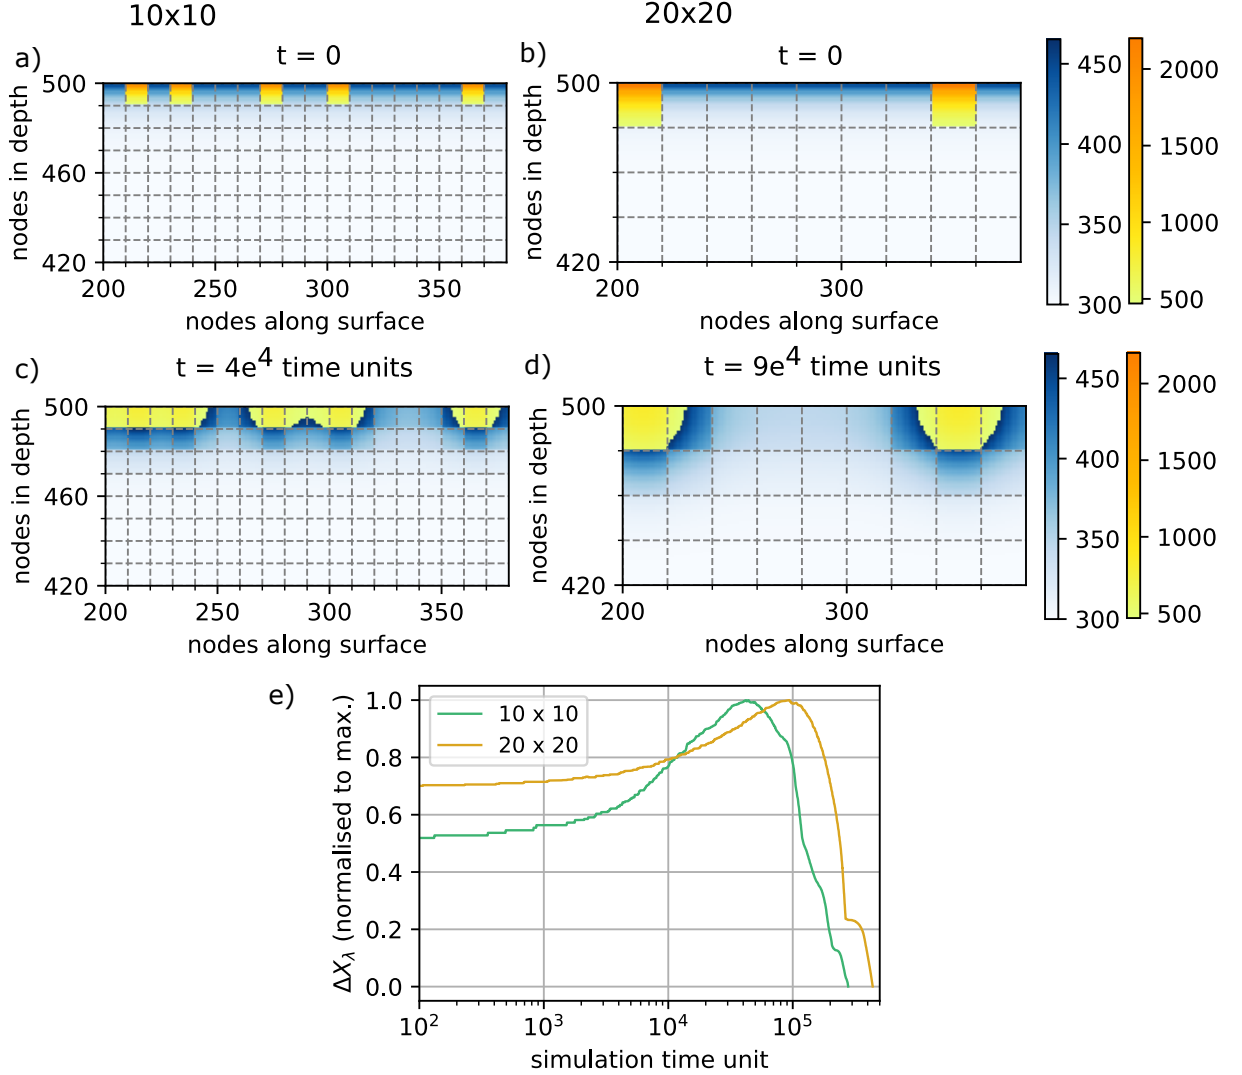 10x10
20x20
a)
t = 0
b)
t = 0
500
460
420
200
250
300
350
nodes in depth
nodes along surface
500
420
200
300
nodes in depth
nodes along surface
450
400
350
300
2000
1500
1000
500
c)
t = 4e4 time units
d)
t = 9e4 time units
500
460
420
200
250
300
350
nodes in depth
nodes along surface
500
420
200
300
nodes in depth
nodes along surface
450
400
350
300
2000
1500
1000
500
e)
ΔXλ (normalised to max.)
1.0
0.8
0.6
0.4
0.2
0.0
10 x 10
20 x 20
10²
10³
10⁴
10⁵
simulation time unit